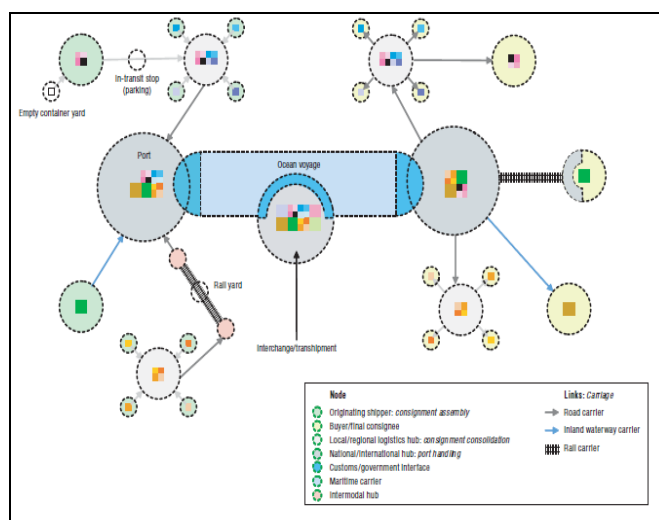 In-transit stop
(parking)
Empty container yard
Port
Ocean voyage
Rail yard
Interchange/transhipment
Node
Originating shipper: consignment assembly
Buyer/final consignee
Local/regional logistics hub: consignment consolidation
National/international hub: port handling
Customs/government interface
Maritime carrier
Intermodal hub
Links: Carriage
Road carrier
Inland waterway carrier
Rail carrier